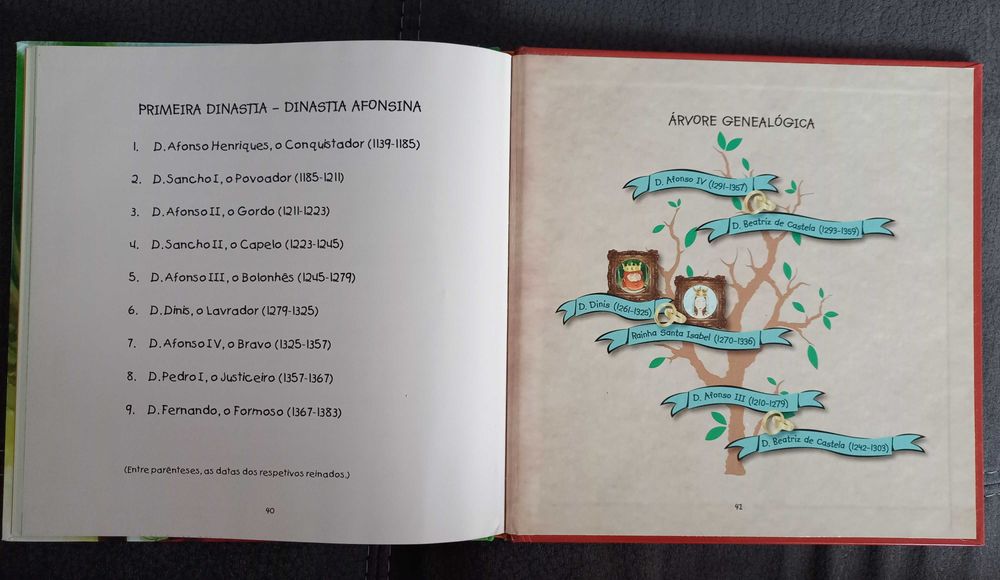 PRIMEIRA DINASTIA – DINASTIA AFONSINA
1. D. Afonso Henriques, o Conquistador (1139-1185)
2. D. Sancho I, o Povoador (1185-1211)
3. D. Afonso II, o Gordo (1211-1223)
4. D. Sancho II, o Capelo (1223-1245)
5. D. Afonso III, o Bolonhês (1245-1279)
6. D. Dinis, o Lavrador (1279-1325)
7. D. Afonso IV, o Bravo (1325-1357)
8. D. Pedro I, o Justiceiro (1357-1367)
9. D. Fernando, o Formoso (1367-1383)
(Entre parênteses, as datas dos respetivos reinados.)
40
ÁRVORE GENEALÓGICA
D. Afonso IV (1291-1357)
D. Beatriz de Castela (1293-1359)
D. Dinis (1261-1325)
Rainha Santa Isabel (1270-1336)
D. Afonso III (1210-1279)
D. Beatriz de Castela (1242-1303)
41